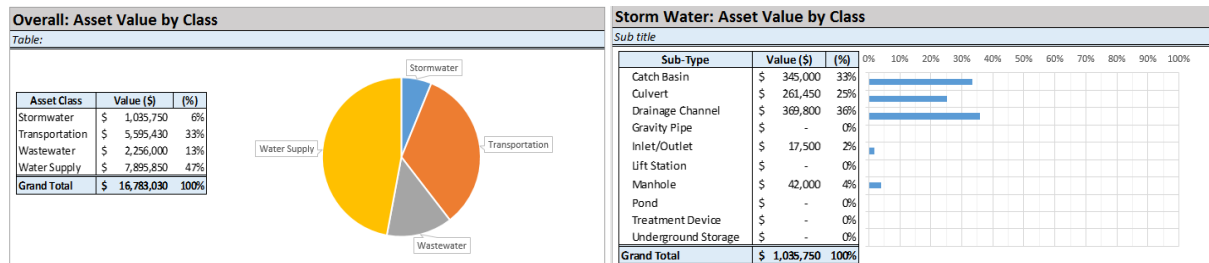 Overall: Asset Value by Class
Table:
Asset Class Value ($) (%)
Stormwater $ 1,035,750 6%
Transportation $ 5,595,430 33%
Wastewater $ 2,256,000 13%
Water Supply $ 7,895,850 47%
Grand Total $ 16,783,030 100%
Stormwater
Transportation
Water Supply
Wastewater
Storm Water: Asset Value by Class
Sub title
Sub-Type Value ($) (%)
0% 10% 20% 30% 40% 50% 60% 70% 80% 90% 100%
Catch Basin $ 345,000 33%
Culvert $ 261,450 25%
Drainage Channel $ 369,800 36%
Gravity Pipe $ - 0%
Inlet/Outlet $ 17,500 2%
Lift Station $ - 0%
Manhole $ 42,000 4%
Pond $ - 0%
Treatment Device $ - 0%
Underground Storage $ - 0%
Grand Total $ 1,035,750 100%